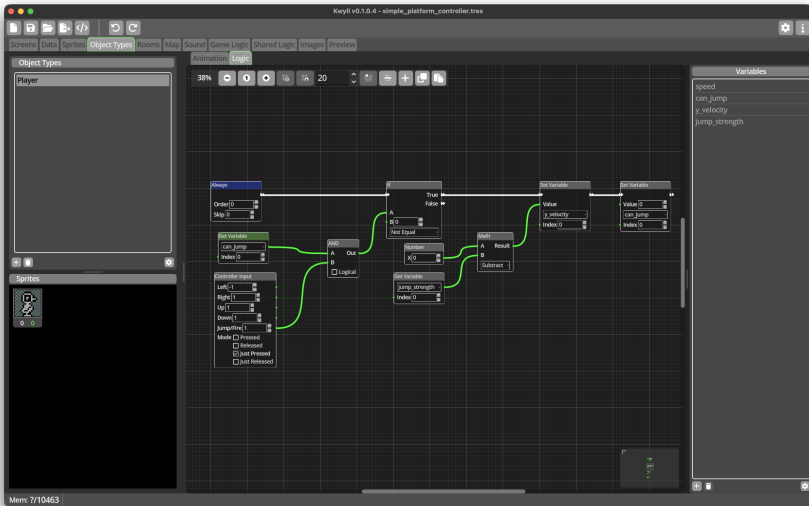 Kwyll v0.1.0.4 - simple_platform_controller.tres
Screens Data Sprites Object Types Rooms Map Sound Game Logic Shared Logic Images Preview
Object Types
Player
Sprites
0 0
Mem: ?/10463
Animation Logic
38% 20
Always
Order 0
Skip 0
Get Variable
can_jump
Index 0
Controller Input
Left -1
Right 1
Up 1
Down 1
Jump/Fire 1
Mode Pressed
Released
Just Pressed
Just Released
AND
A Out
B
Logical
If
True
False
A
B 0
Not Equal
Number
X 0
Get Variable
jump_strength
Index 0
Math
A Result
B
Subtract
Set Variable
Value
y_velocity
Index 0
Set Variable
Value 0
can_jump
Index 0
Variables
speed
can_jump
y_velocity
jump_strength